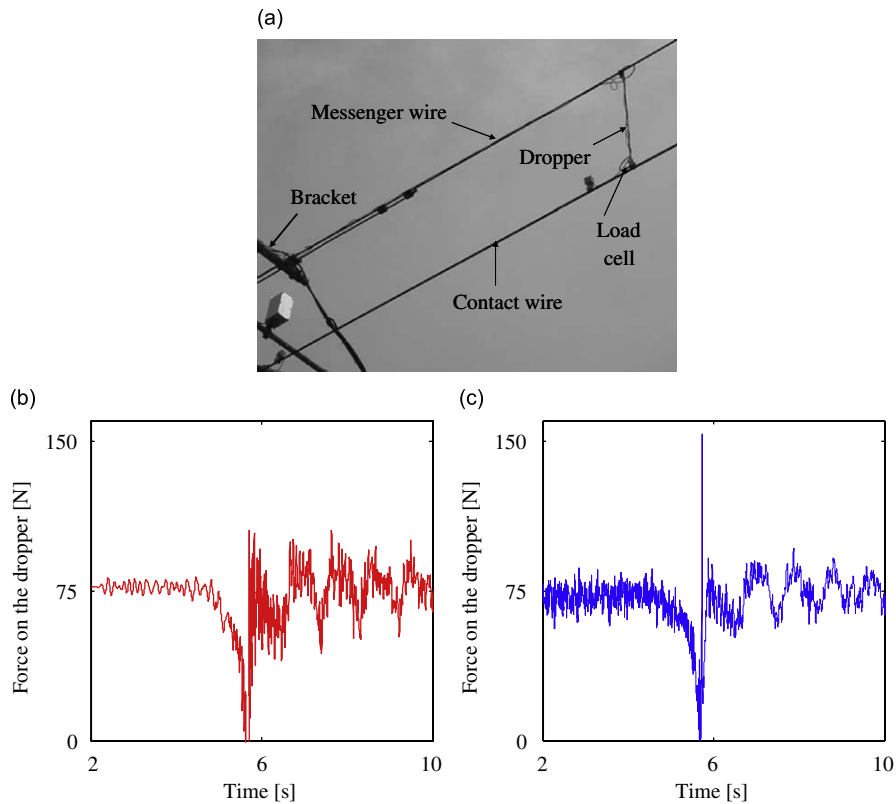 (a)
Messenger wire
Dropper
Bracket
Load
cell
Contact wire
(b)
(c)
150
75
0
Force on the dropper [N]
2
6
10
Time [s]
150
75
0
Force on the dropper [N]
2
6
10
Time [s]